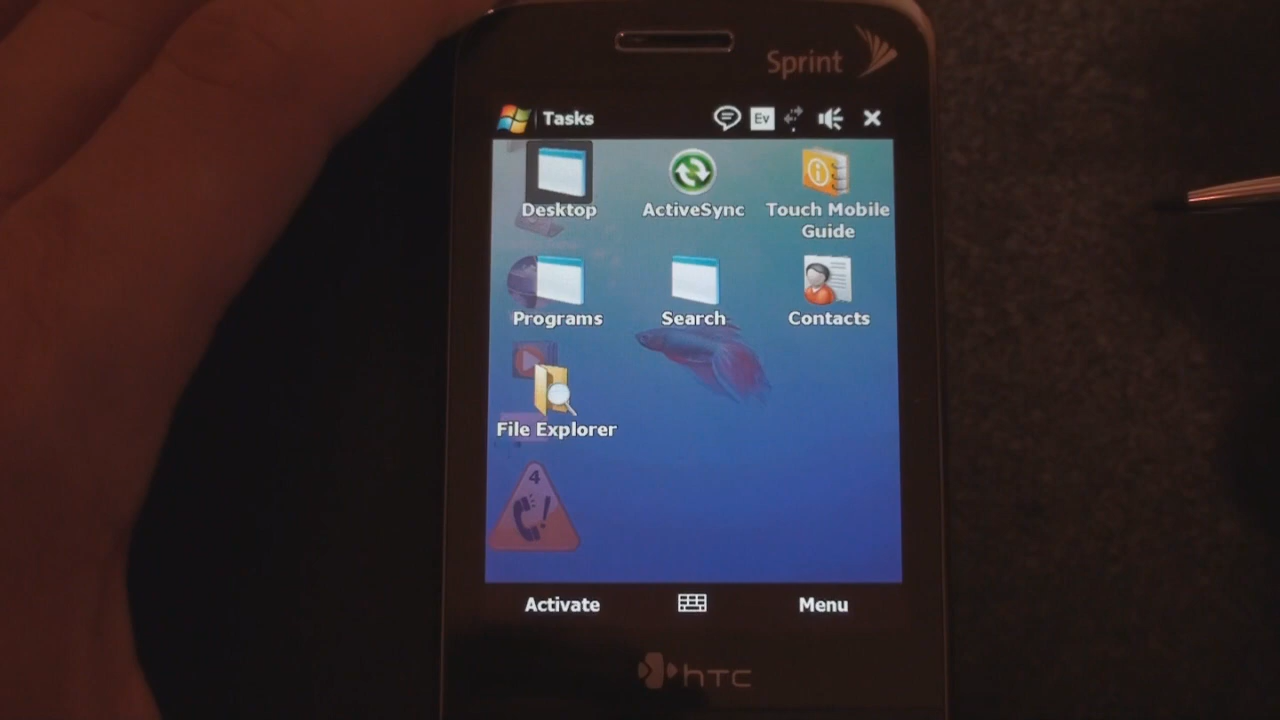 Sprint
Tasks
Ev
Desktop
ActiveSync
Touch Mobile
Guide
Programs
Search
Contacts
File Explorer
4
Activate
Menu
hTC